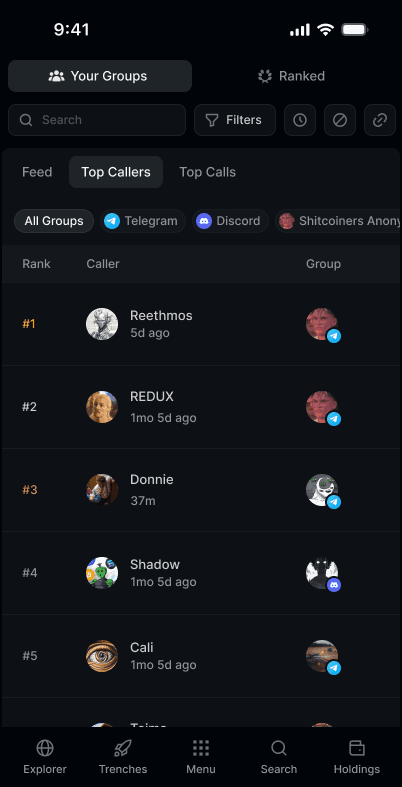 9:41
Your Groups
Ranked
Search
Filters
Feed
Top Callers
Top Calls
All Groups
Telegram
Discord
Shitcoiners Anony
Rank
Caller
Group
#1
Reethmos
5d ago
#2
REDUX
1mo 5d ago
#3
Donnie
37m
#4
Shadow
1mo 5d ago
#5
Cali
1mo 5d ago
Explorer
Trenches
Menu
Search
Holdings